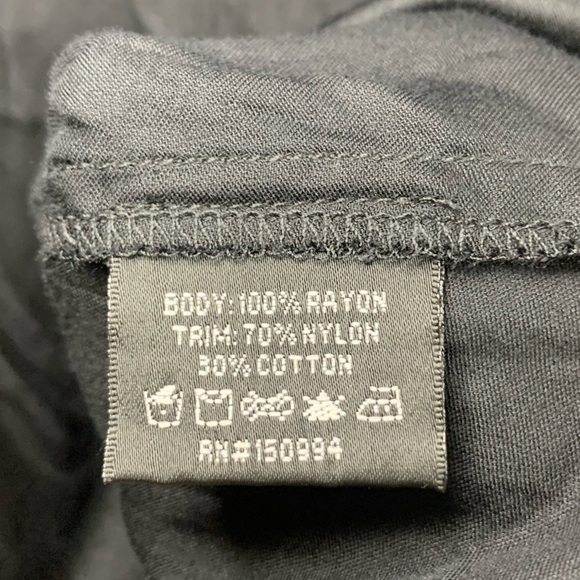 BODY: 100% RAYON
TRIM: 70% NYLON
30% COTTON
RN#150994